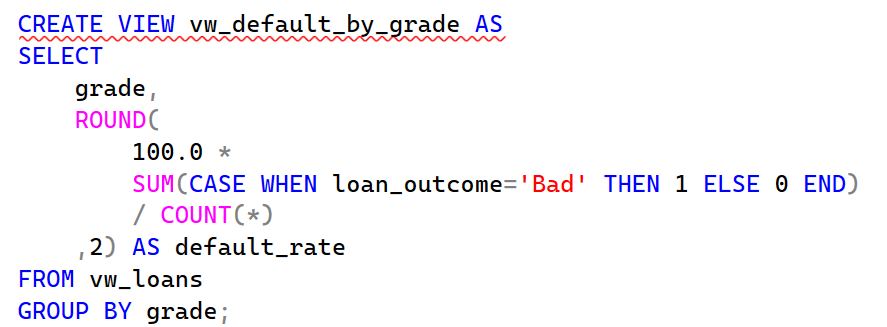 CREATE VIEW vw_default_by_grade AS
SELECT
    grade,
    ROUND(
        100.0 *
        SUM(CASE WHEN loan_outcome='Bad' THEN 1 ELSE 0 END)
        / COUNT(*)
    ,2) AS default_rate
FROM vw_loans
GROUP BY grade;